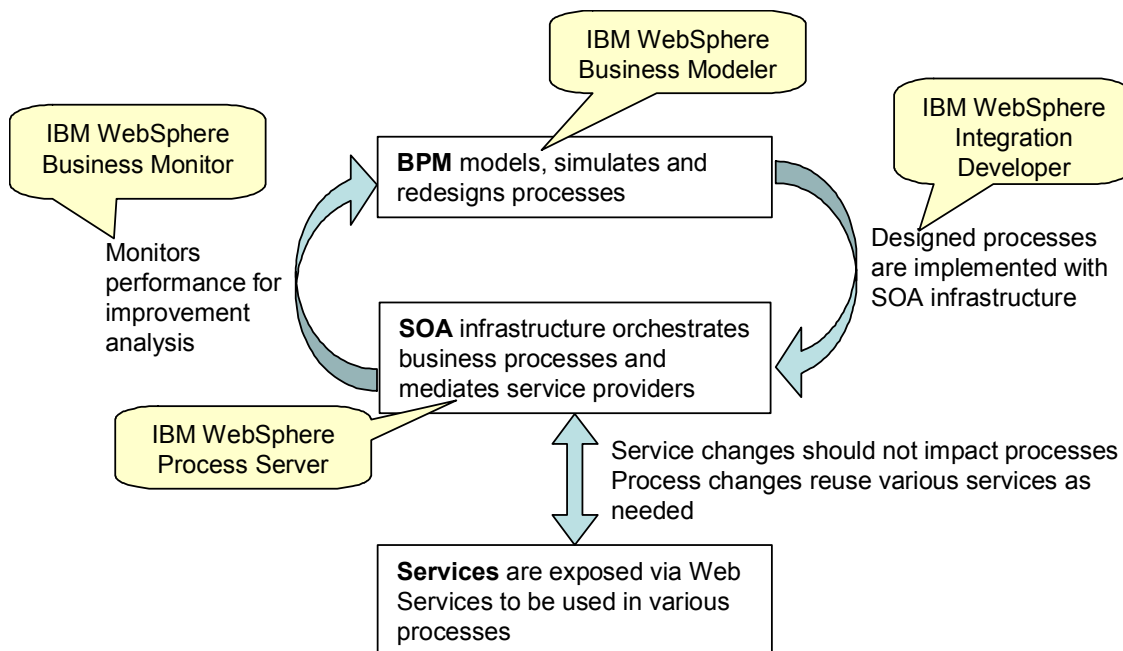 IBM WebSphere
Business Modeler
IBM WebSphere
Business Monitor
IBM WebSphere
Integration
Developer
BPM models, simulates and
redesigns processes
Monitors
performance for
improvement
analysis
Designed processes
are implemented with
SOA infrastructure
SOA infrastructure orchestrates
business processes and
mediates service providers
IBM WebSphere
Process Server
Service changes should not impact processes
Process changes reuse various services as
needed
Services are exposed via Web
Services to be used in various
processes